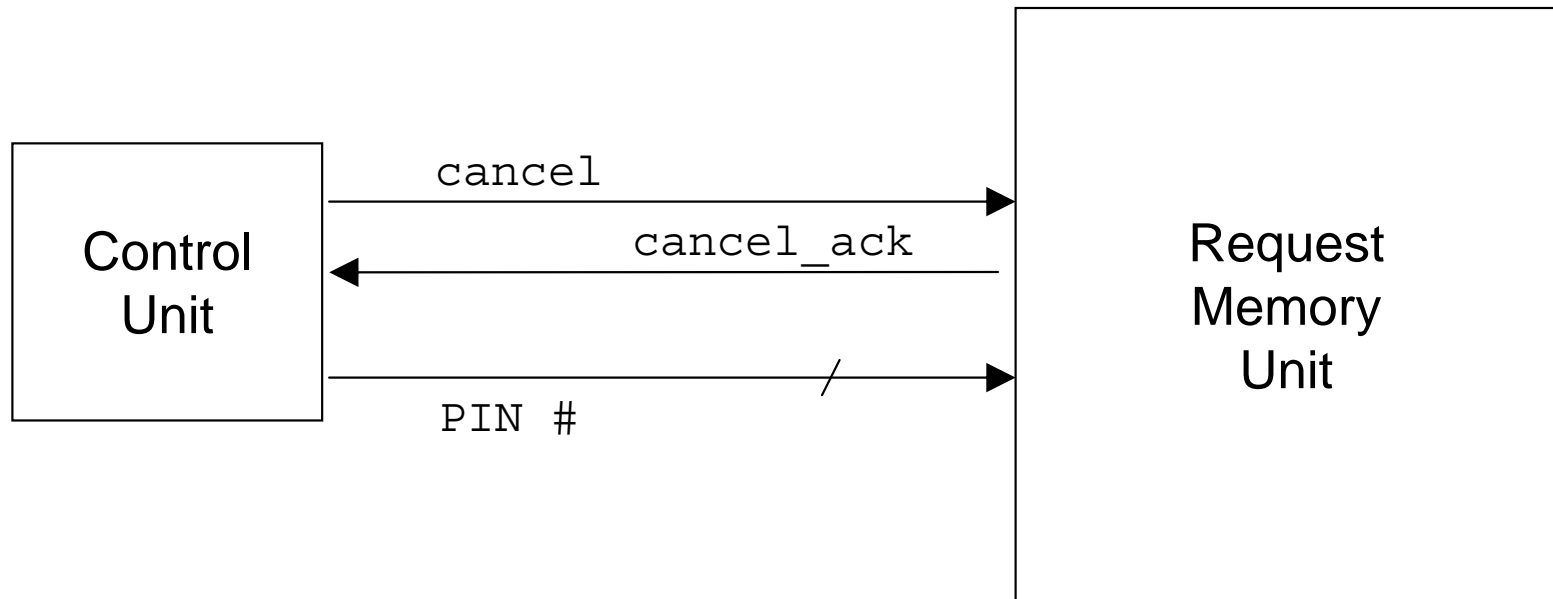 cancel
cancel_ack
Control
Unit
PIN #
Request
Memory
Unit